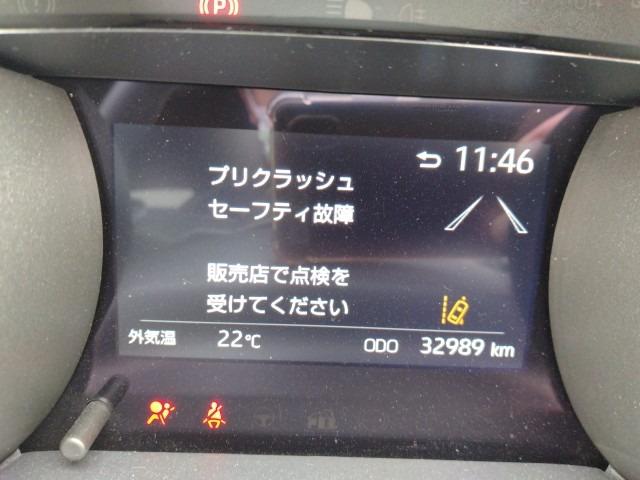 (P)
11:46
プリクラッシュ
セーフティ故障
販売店で点検を
受けてください
外気温 22℃ ODO 32989 km